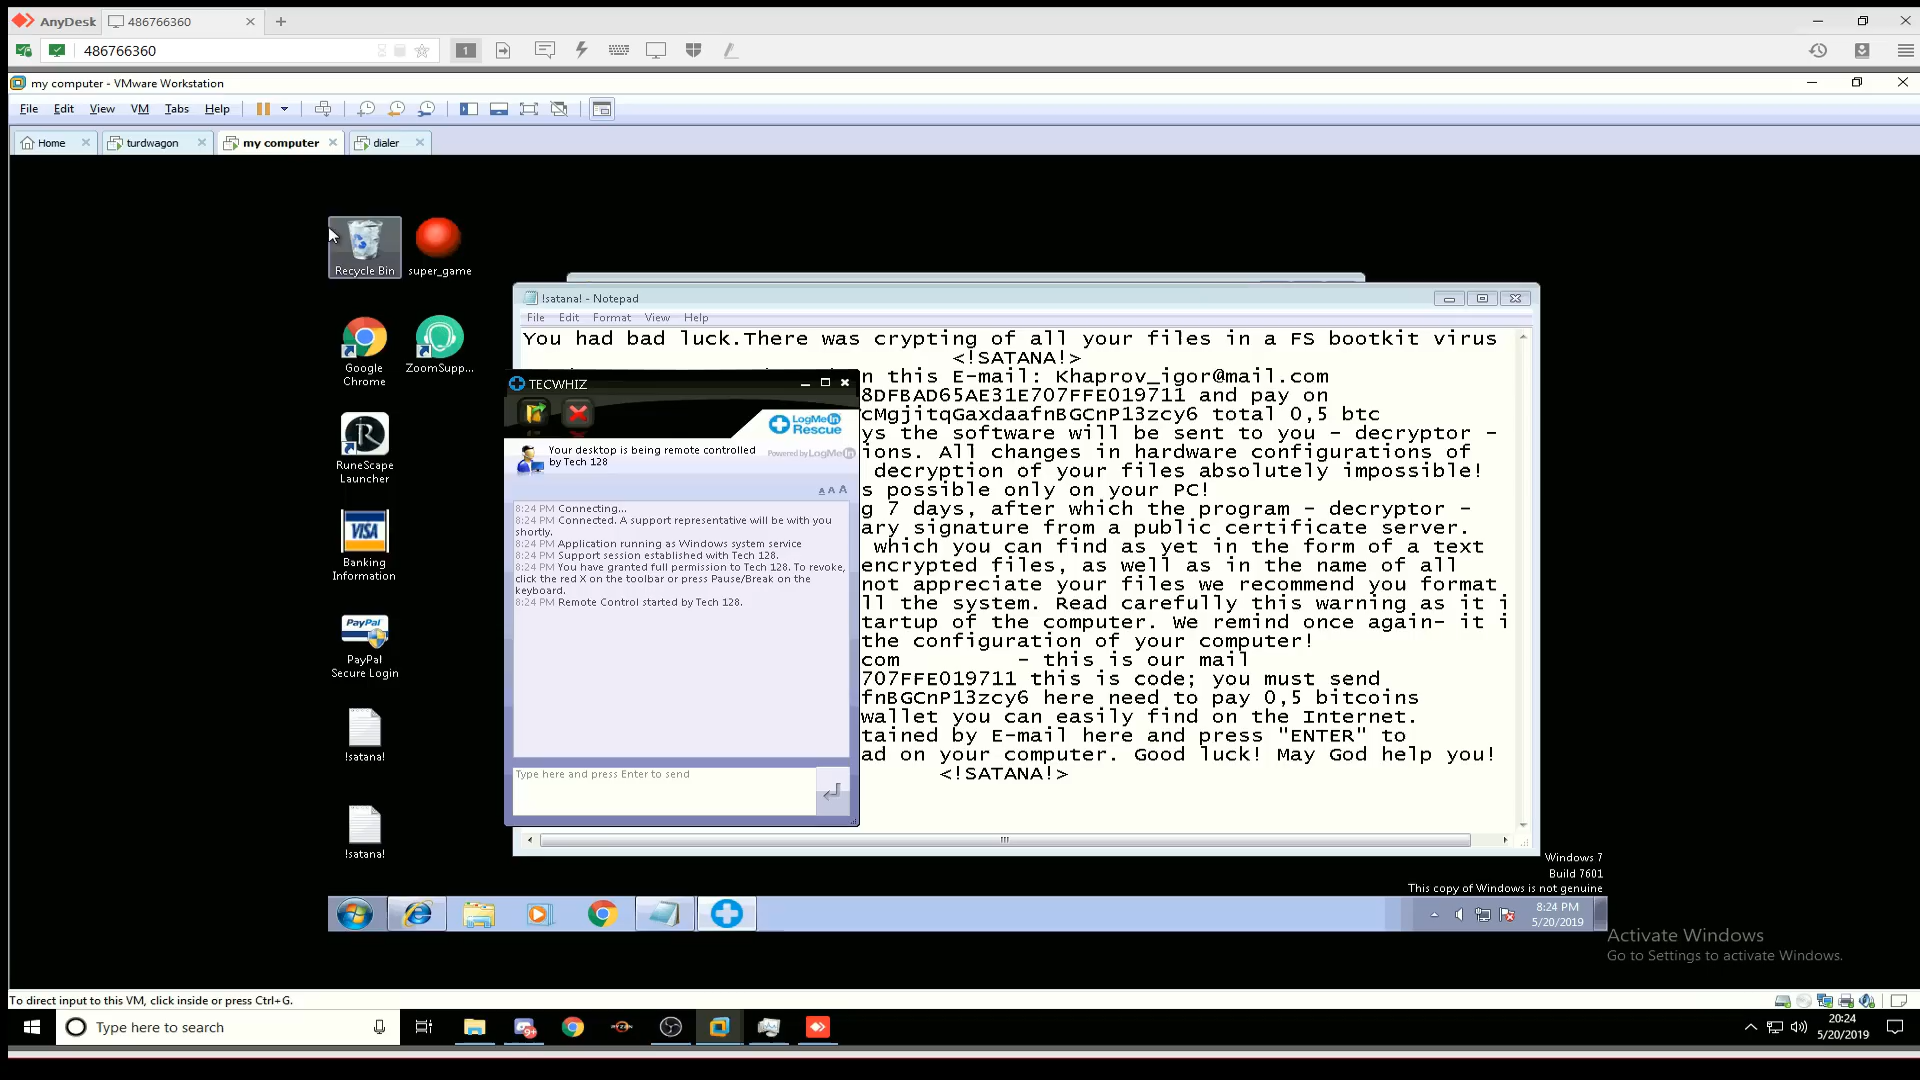 AnyDesk
486766360
486766360
1
my computer - VMware Workstation
File Edit View VM Tabs Help
Home turdwagon my computer dialer
Recycle Bin
super_game
Google
Chrome
ZoomSupp...
RuneScape
Launcher
VISA
Banking
Information
PayPal
PayPal
Secure Login
!satana!
!satana!
!satana! - Notepad
File Edit Format View Help
You had bad luck.There was crypting of all your files in a FS bootkit virus
<!SATANA!>
n this E-mail: Khaprov_igor@mail.com
8DFBAD65AE31E707FFE019711 and pay on
cMgjitqGaxdaafnBGCnP13zcy6 total 0,5 btc
ys the software will be sent to you - decryptor -
ions. All changes in hardware configurations of
decryption of your files absolutely impossible!
s possible only on your PC!
g 7 days, after which the program - decryptor -
ary signature from a public certificate server.
which you can find as yet in the form of a text
encrypted files, as well as in the name of all
not appreciate your files we recommend you format
ll the system. Read carefully this warning as it i
tartup of the computer. We remind once again- it i
the configuration of your computer!
com - this is our mail
707FFE019711 this is code; you must send
fnBGCnP13zcy6 here need to pay 0,5 bitcoins
wallet you can easily find on the Internet.
tained by E-mail here and press "ENTER" to
ad on your computer. Good luck! May God help you!
<!SATANA!>
TECWHIZ
LogMeIn
Rescue
Your desktop is being remote controlled
by Tech 128
Powered by LogMeIn
A A A
8:24 PM Connecting...
8:24 PM Connected. A support representative will be with you
shortly.
8:24 PM Application running as Windows system service
8:24 PM Support session established with Tech 128.
8:24 PM You have granted full permission to Tech 128. To revoke,
click the red X on the toolbar or press Pause/Break on the
keyboard.
8:24 PM Remote Control started by Tech 128.
Type here and press Enter to send
Windows 7
Build 7601
This copy of Windows is not genuine
8:24 PM
5/20/2019
Activate Windows
Go to Settings to activate Windows.
To direct input to this VM, click inside or press Ctrl+G.
Type here to search
9+
RYZEN
20:24
5/20/2019